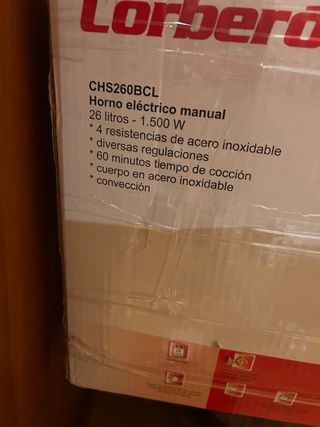 Corberó
CHS260BCL
Horno eléctrico manual
26 litros - 1.500 W
* 4 resistencias de acero inoxidable
* diversas regulaciones
* 60 minutos tiempo de cocción
* cuerpo en acero inoxidable
* convección